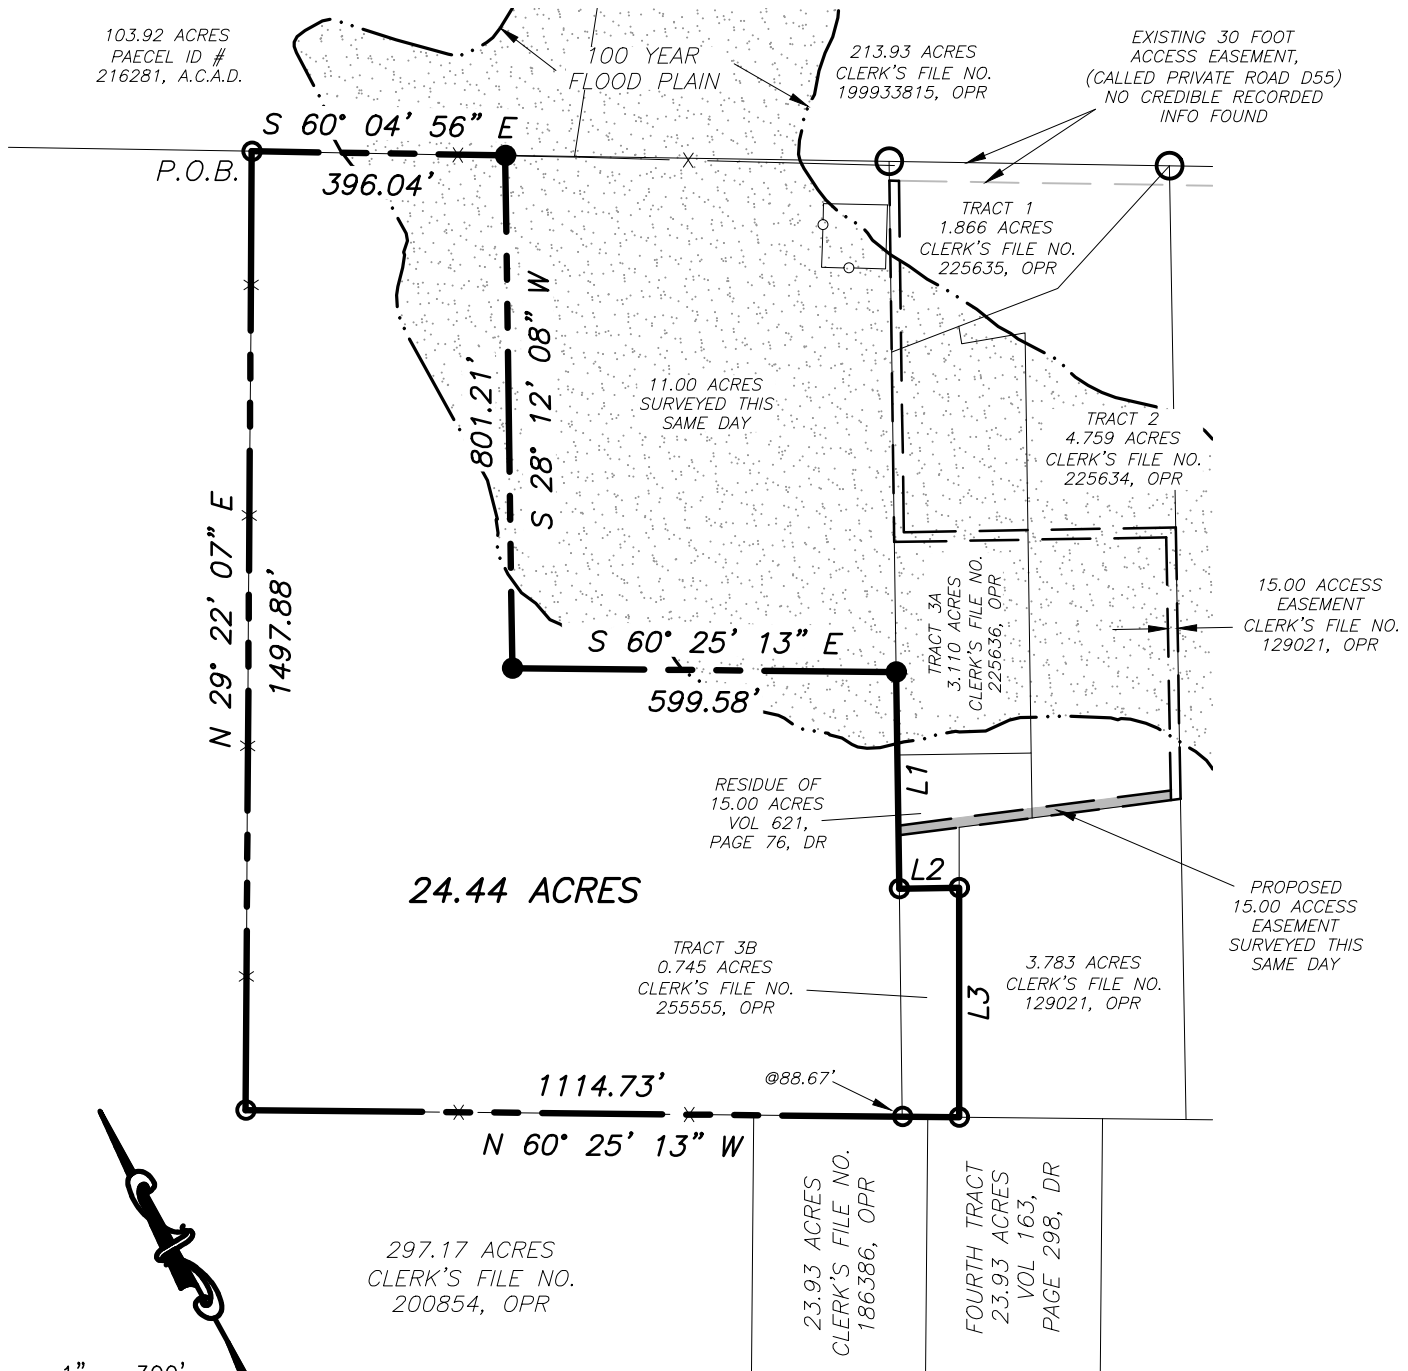 103.92 ACRES
PAECEL ID #
216281, A.C.A.D.
100 YEAR
FLOOD PLAIN
213.93 ACRES
CLERK'S FILE NO.
199933815, OPR
EXISTING 30 FOOT
ACCESS EASEMENT,
(CALLED PRIVATE ROAD D55)
NO CREDIBLE RECORDED
INFO FOUND
S 60° 04' 56" E
P.O.B.
396.04'
TRACT 1
1.866 ACRES
CLERK'S FILE NO.
225635, OPR
801.21'
S 28° 12' 08" W
11.00 ACRES
SURVEYED THIS
SAME DAY
TRACT 2
4.759 ACRES
CLERK'S FILE NO.
225634, OPR
N 29° 22' 07" E
1497.88'
TRACT 3A
3.110 ACRES
CLERK'S FILE NO.
225636, OPR
15.00 ACCESS
EASEMENT
CLERK'S FILE NO.
129021, OPR
S 60° 25' 13" E
599.58'
RESIDUE OF
15.00 ACRES
VOL 621,
PAGE 76, DR
L1
L2
24.44 ACRES
PROPOSED
15.00 ACCESS
EASEMENT
SURVEYED THIS
SAME DAY
TRACT 3B
0.745 ACRES
CLERK'S FILE NO.
255555, OPR
L3
3.783 ACRES
CLERK'S FILE NO.
129021, OPR
1114.73'
@88.67'
N 60° 25' 13" W
297.17 ACRES
CLERK'S FILE NO.
200854, OPR
23.93 ACRES
CLERK'S FILE NO.
186386, OPR
FOURTH TRACT
23.93 ACRES
VOL 163,
PAGE 298, DR